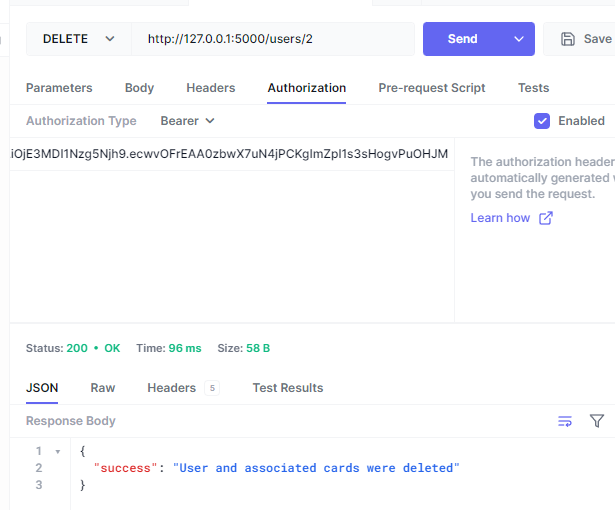 DELETE http://127.0.0.1:5000/users/2 Send Save
Parameters Body Headers Authorization Pre-request Script Tests
Authorization Type Bearer Enabled
iOjE3MDI1Nzg5Njh9.ecwvOFrEAA0zbwX7uN4jPCKgImZpI1s3sHogvPuOHJM
The authorization header
automatically generated
you send the request.
Learn how
Status: 200 • OK Time: 96 ms Size: 58 B
JSON Raw Headers 5 Test Results
Response Body
1 {
2 "success": "User and associated cards were deleted"
3 }